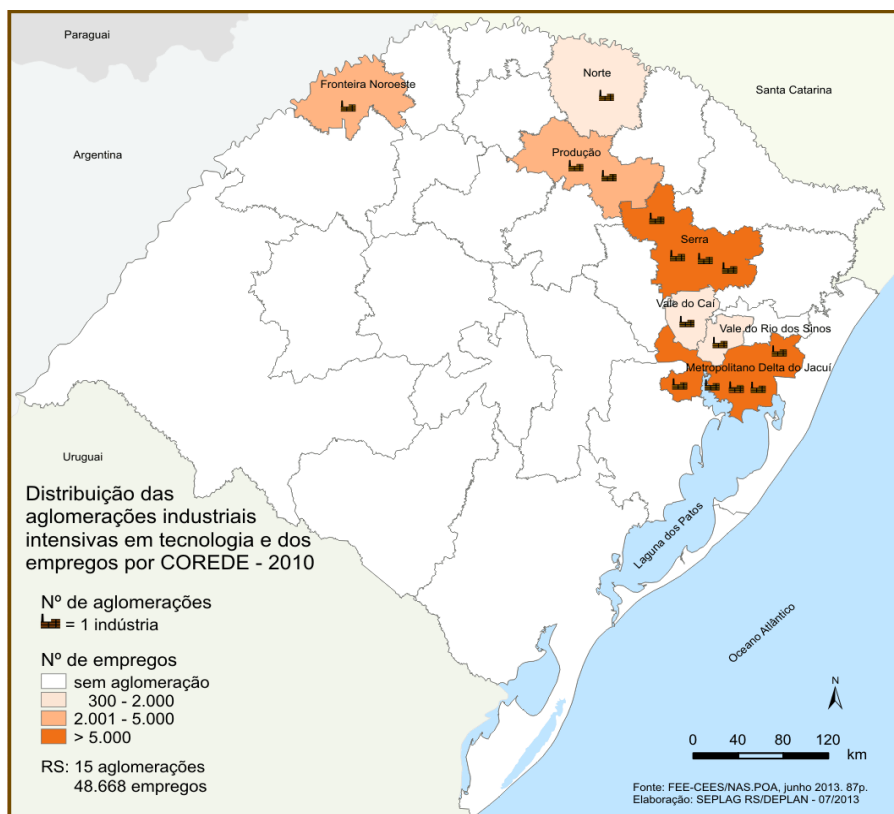 Paraguai
Fronteira Noroeste
Norte
Santa Catarina
Argentina
Produção
Serra
Vale do Caí
Vale do Rio dos Sinos
Metropolitano Delta do Jacuí
Uruguai
Laguna dos Patos
Oceano Atlântico
Distribuição das
aglomerações industriais
intensivas em tecnologia e dos
empregos por COREDE - 2010
Nº de aglomerações
= 1 indústria
Nº de empregos
sem aglomeração
300 - 2.000
2.001 - 5.000
> 5.000
RS: 15 aglomerações
48.668 empregos
N
0 40 80 120
km
Fonte: FEE-CEES/NAS.POA, junho 2013. 87p.
Elaboração: SEPLAG RS/DEPLAN - 07/2013